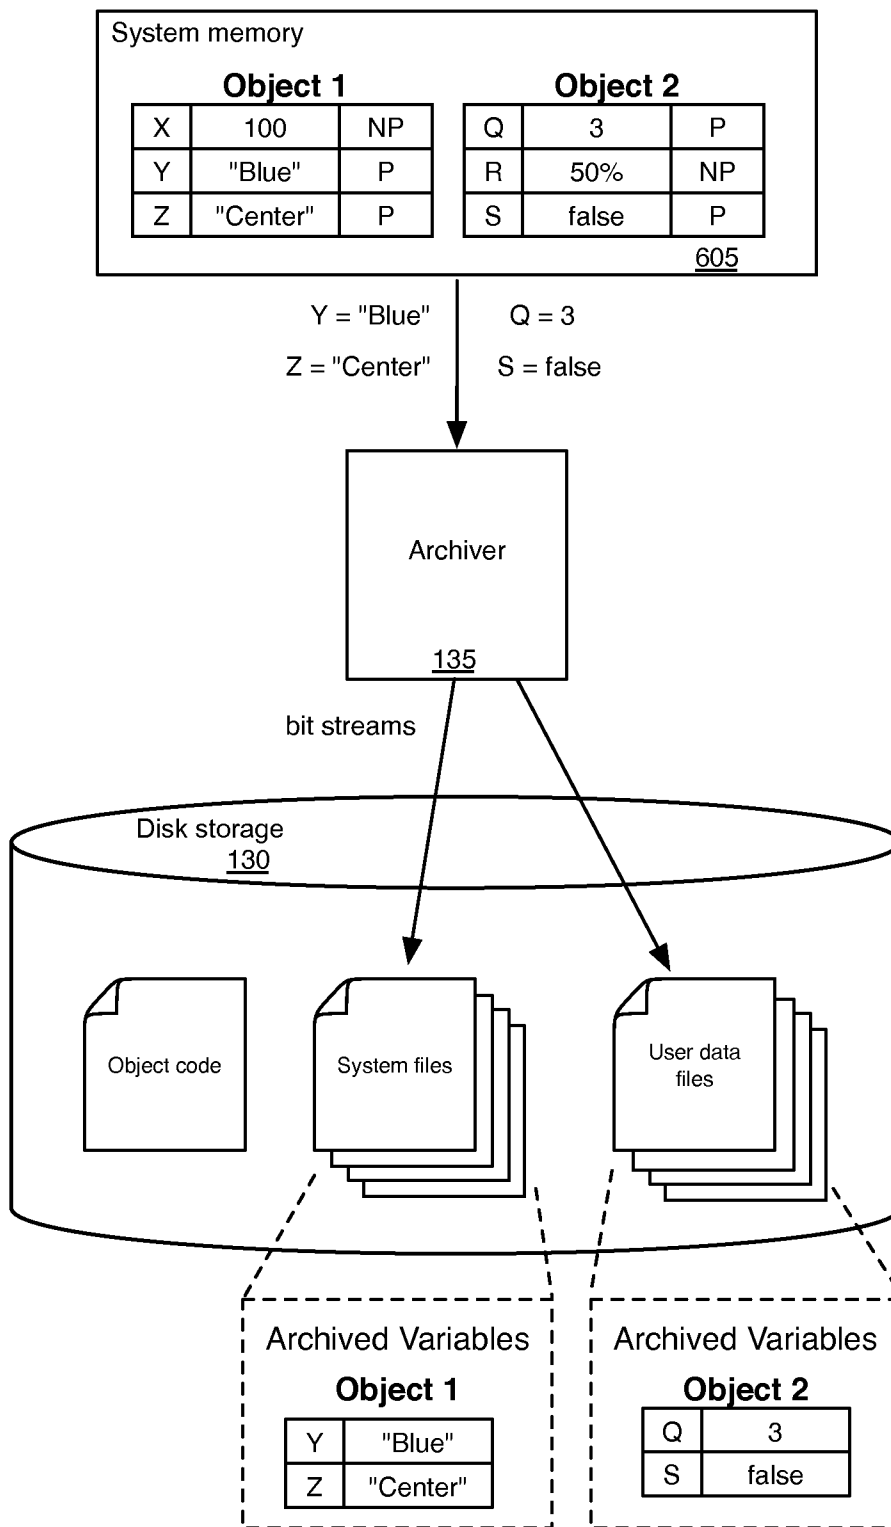 System memory
Object 1
X 100 NP
Y "Blue" P
Z "Center" P
Object 2
Q 3 P
R 50% NP
S false P
605
Y = "Blue" Q = 3
Z = "Center" S = false
Archiver
135
bit streams
Disk storage
130
Object code
System files
User data
files
Archived Variables
Object 1
Y "Blue"
Z "Center"
Archived Variables
Object 2
Q 3
S false